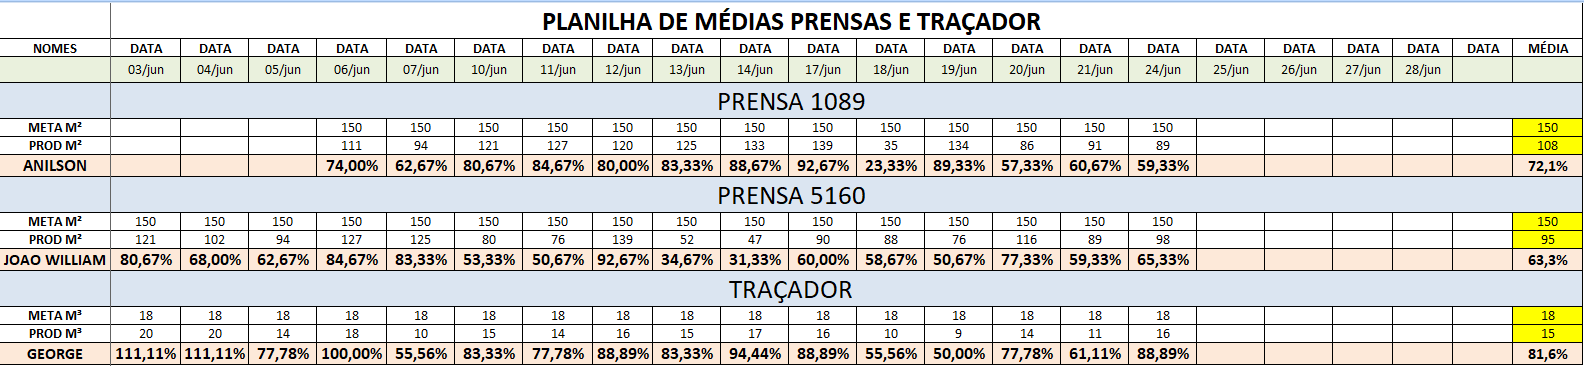 PLANILHA DE MÉDIAS PRENSAS E TRAÇADOR
NOMES DATA DATA DATA DATA DATA DATA DATA DATA DATA DATA DATA DATA DATA DATA DATA DATA DATA DATA DATA DATA DATA MÉDIA
03/jun 04/jun 05/jun 06/jun 07/jun 10/jun 11/jun 12/jun 13/jun 14/jun 17/jun 18/jun 19/jun 20/jun 21/jun 24/jun 25/jun 26/jun 27/jun 28/jun
PRENSA 1089
META M² 150 150 150 150 150 150 150 150 150 150 150 150 150 150
PROD M² 111 94 121 127 120 125 133 139 35 134 86 91 89 108
ANILSON 74,00% 62,67% 80,67% 84,67% 80,00% 83,33% 88,67% 92,67% 23,33% 89,33% 57,33% 60,67% 59,33% 72,1%
PRENSA 5160
META M² 150 150 150 150 150 150 150 150 150 150 150 150 150 150 150 150 150
PROD M² 121 102 94 127 125 80 76 139 52 47 90 88 76 116 89 98 95
JOAO WILLIAM 80,67% 68,00% 62,67% 84,67% 83,33% 53,33% 50,67% 92,67% 34,67% 31,33% 60,00% 58,67% 50,67% 77,33% 59,33% 65,33% 63,3%
TRAÇADOR
META M³ 18 18 18 18 18 18 18 18 18 18 18 18 18 18 18 18 18
PROD M³ 20 20 14 18 10 15 14 16 15 17 16 10 9 14 11 16 15
GEORGE 111,11% 111,11% 77,78% 100,00% 55,56% 83,33% 77,78% 88,89% 83,33% 94,44% 88,89% 55,56% 50,00% 77,78% 61,11% 88,89% 81,6%